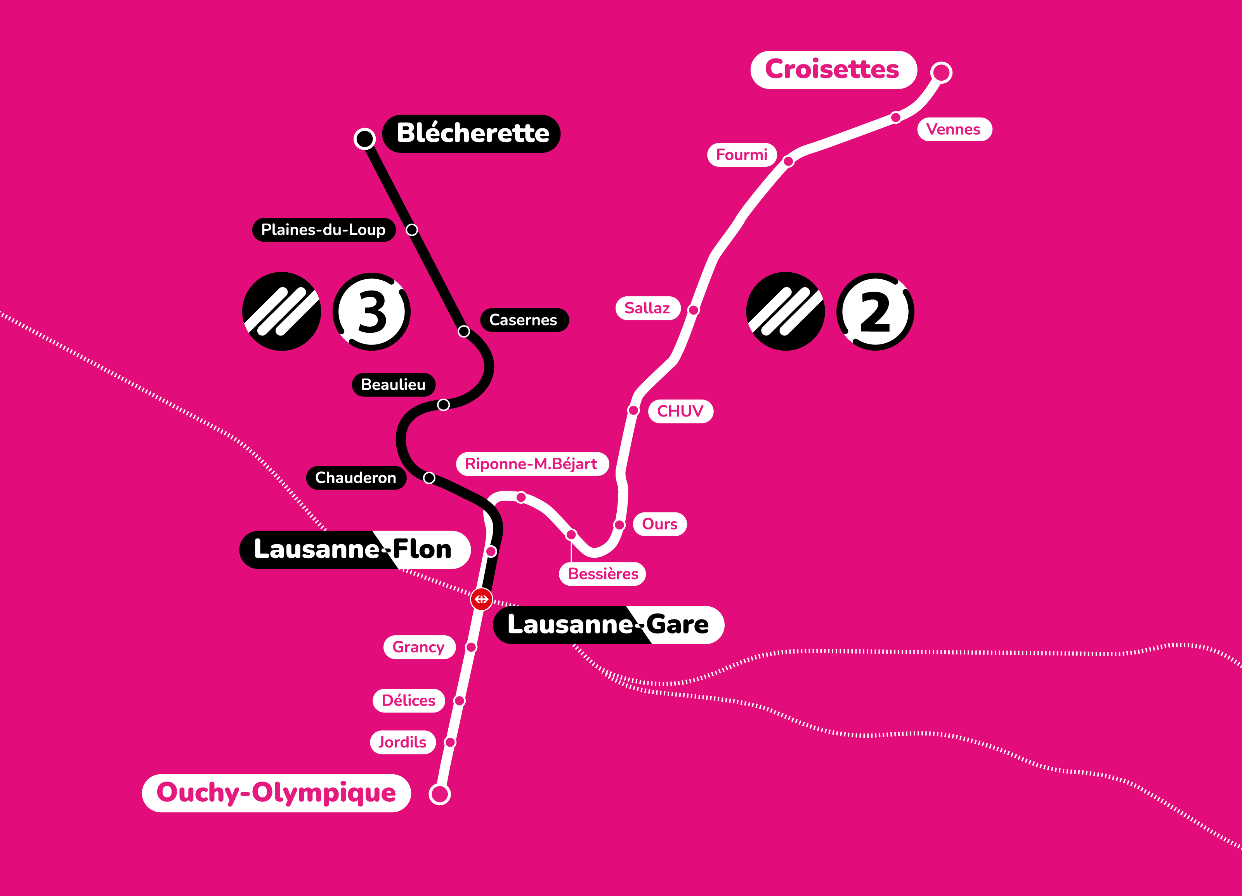 Croisettes
Blécherette
Vennes
Fourmi
Plaines-du-Loup
3
2
Sallaz
Casernes
Beaulieu
CHUV
Riponne-M.Béjart
Chauderon
Ours
Lausanne-Flon
Bessières
Lausanne-Gare
Grancy
Délices
Jordils
Ouchy-Olympique